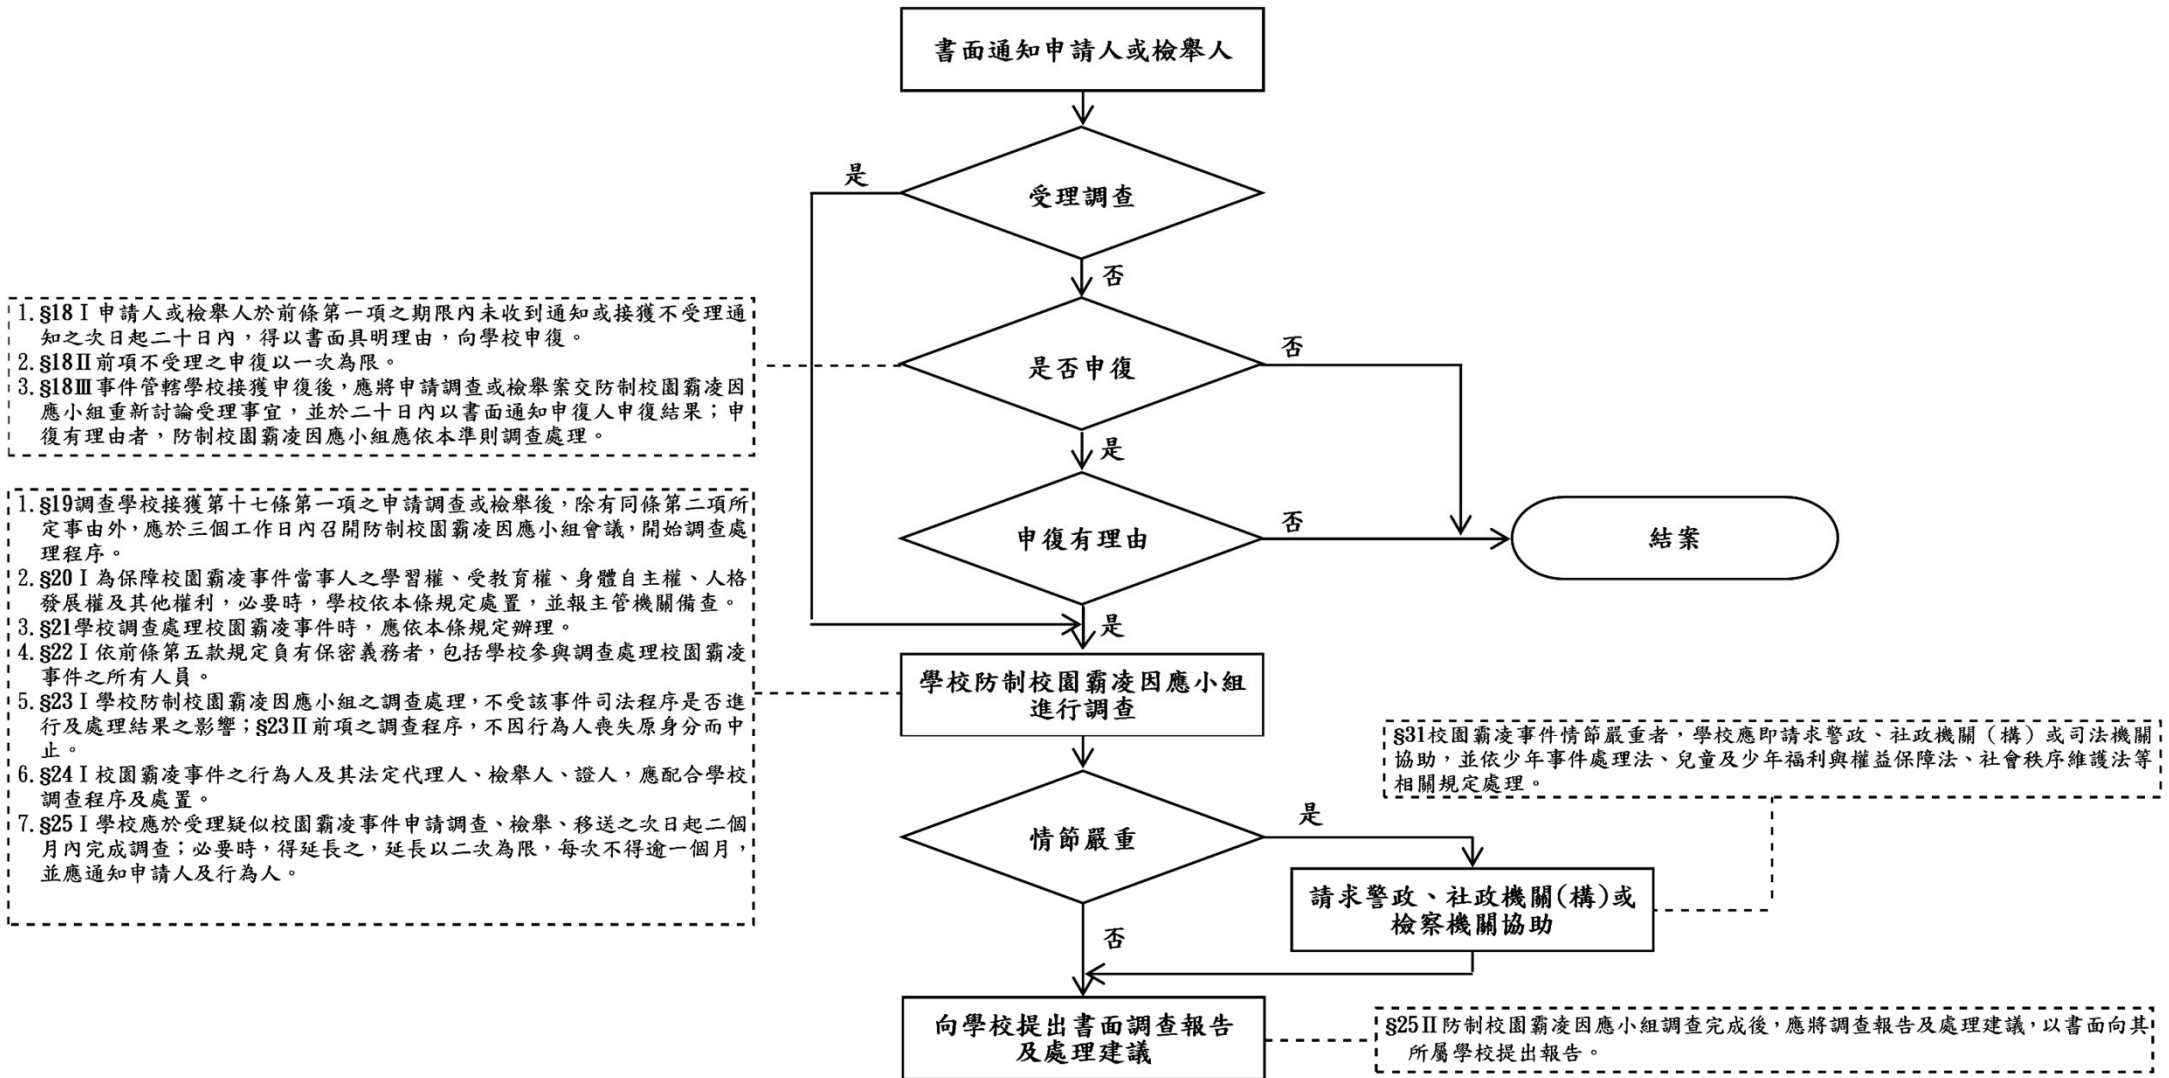 書面通知申請人或檢舉人
受理調查
是
否
1. §18Ⅰ申請人或檢舉人於前條第一項之期限內未收到通知或接獲不受理通
知之次日起二十日內，得以書面具明理由，向學校申復。
2. §18Ⅱ前項不受理之申復以一次為限。
3. §18Ⅲ事件管轄學校接獲申復後，應將申請調查或檢舉案交防制校園霸凌因
應小組重新討論受理事宜，並於二十日內以書面通知申復人申復結果；申
復有理由者，防制校園霸凌因應小組應依本準則調查處理。
是否申復
否
是
申復有理由
否
結案
是
1. §19調查學校接獲第十七條第一項之申請調查或檢舉後，除有同條第二項所
定事由外，應於三個工作日內召開防制校園霸凌因應小組會議，開始調查處
理程序。
2. §20Ⅰ為保障校園霸凌事件當事人之學習權、受教育權、身體自主權、人格
發展權及其他權利，必要時，學校依本條規定處置，並報主管機關備查。
3. §21學校調查處理校園霸凌事件時，應依本條規定辦理。
4. §22Ⅰ依前條第五款規定負有保密義務者，包括學校參與調查處理校園霸凌
事件之所有人員。
5. §23Ⅰ學校防制校園霸凌因應小組之調查處理，不受該事件司法程序是否進
行及處理結果之影響；§23Ⅱ前項之調查程序，不因行為人喪失原身分而中
止。
6. §24Ⅰ校園霸凌事件之行為人及其法定代理人、檢舉人、證人，應配合學校
調查程序及處置。
7. §25Ⅰ學校應於受理疑似校園霸凌事件申請調查、檢舉、移送之次日起二個
月內完成調查；必要時，得延長之，延長以二次為限，每次不得逾一個月，
並應通知申請人及行為人。
學校防制校園霸凌因應小組
進行調查
§31校園霸凌事件情節嚴重者，學校應即請求警政、社政機關（構）或司法機關
協助，並依少年事件處理法、兒童及少年福利與權益保障法、社會秩序維護法等
相關規定處理。
情節嚴重
是
請求警政、社政機關(構)或
檢察機關協助
否
向學校提出書面調查報告
及處理建議
§25Ⅱ防制校園霸凌因應小組調查完成後，應將調查報告及處理建議，以書面向其
所屬學校提出報告。